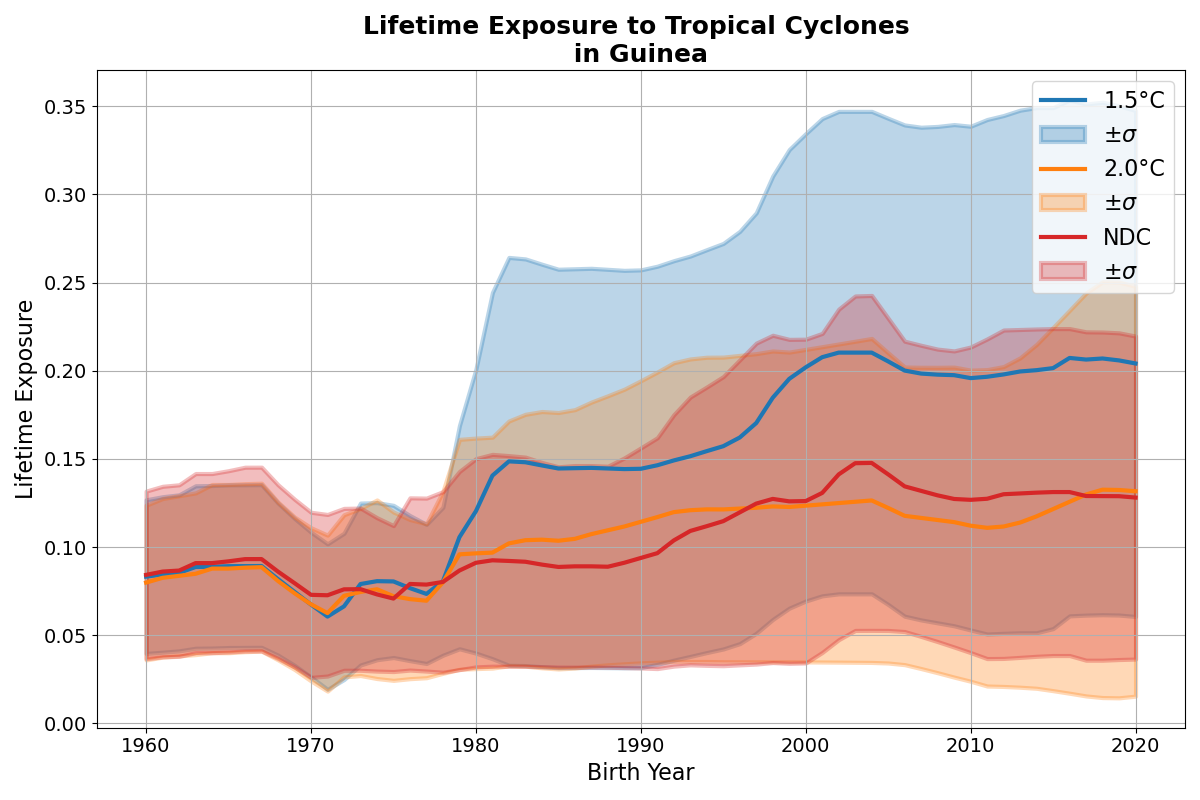 Lifetime Exposure to Tropical Cyclones
in Guinea
Lifetime Exposure
0.35
0.30
0.25
0.20
0.15
0.10
0.05
0.00
1960
1970
1980
1990
2000
2010
2020
Birth Year
1.5°C
±σ
2.0°C
±σ
NDC
±σ